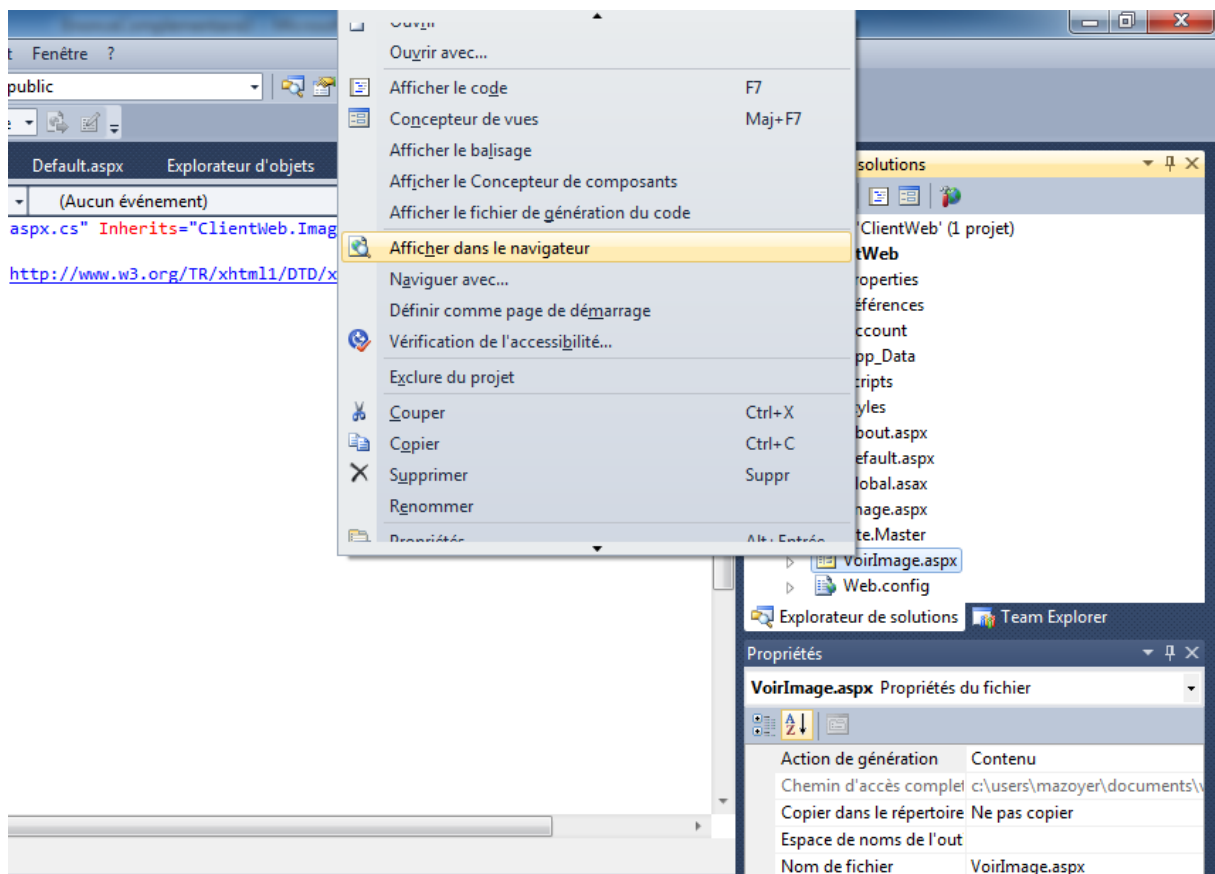 Ouvrir
Ouvrir avec...
Fenêtre ?
public
Afficher le code F7
Concepteur de vues Maj+F7
Afficher le balisage
Default.aspx Explorateur d'objets
solutions
Afficher le Concepteur de composants
(Aucun événement)
Afficher le fichier de génération du code
aspx.cs" Inherits="ClientWeb.Imag
'ClientWeb' (1 projet)
Afficher dans le navigateur
tWeb
http://www.w3.org/TR/xhtml1/DTD/x
Naviguer avec...
roperties
Définir comme page de démarrage
éférences
ccount
Vérification de l'accessibilité...
pp_Data
Exclure du projet
cripts
Couper Ctrl+X
yles
bout.aspx
Copier Ctrl+C
efault.aspx
Supprimer Suppr
lobal.asax
Renommer
nage.aspx
Propriétés Alt+Entrée
te.Master
VoirImage.aspx
Web.config
Explorateur de solutions Team Explorer
Propriétés
VoirImage.aspx Propriétés du fichier
Action de génération Contenu
Chemin d'accès complet c:\users\mazoyer\documents\v
Copier dans le répertoire Ne pas copier
Espace de noms de l'out
Nom de fichier VoirImage.aspx